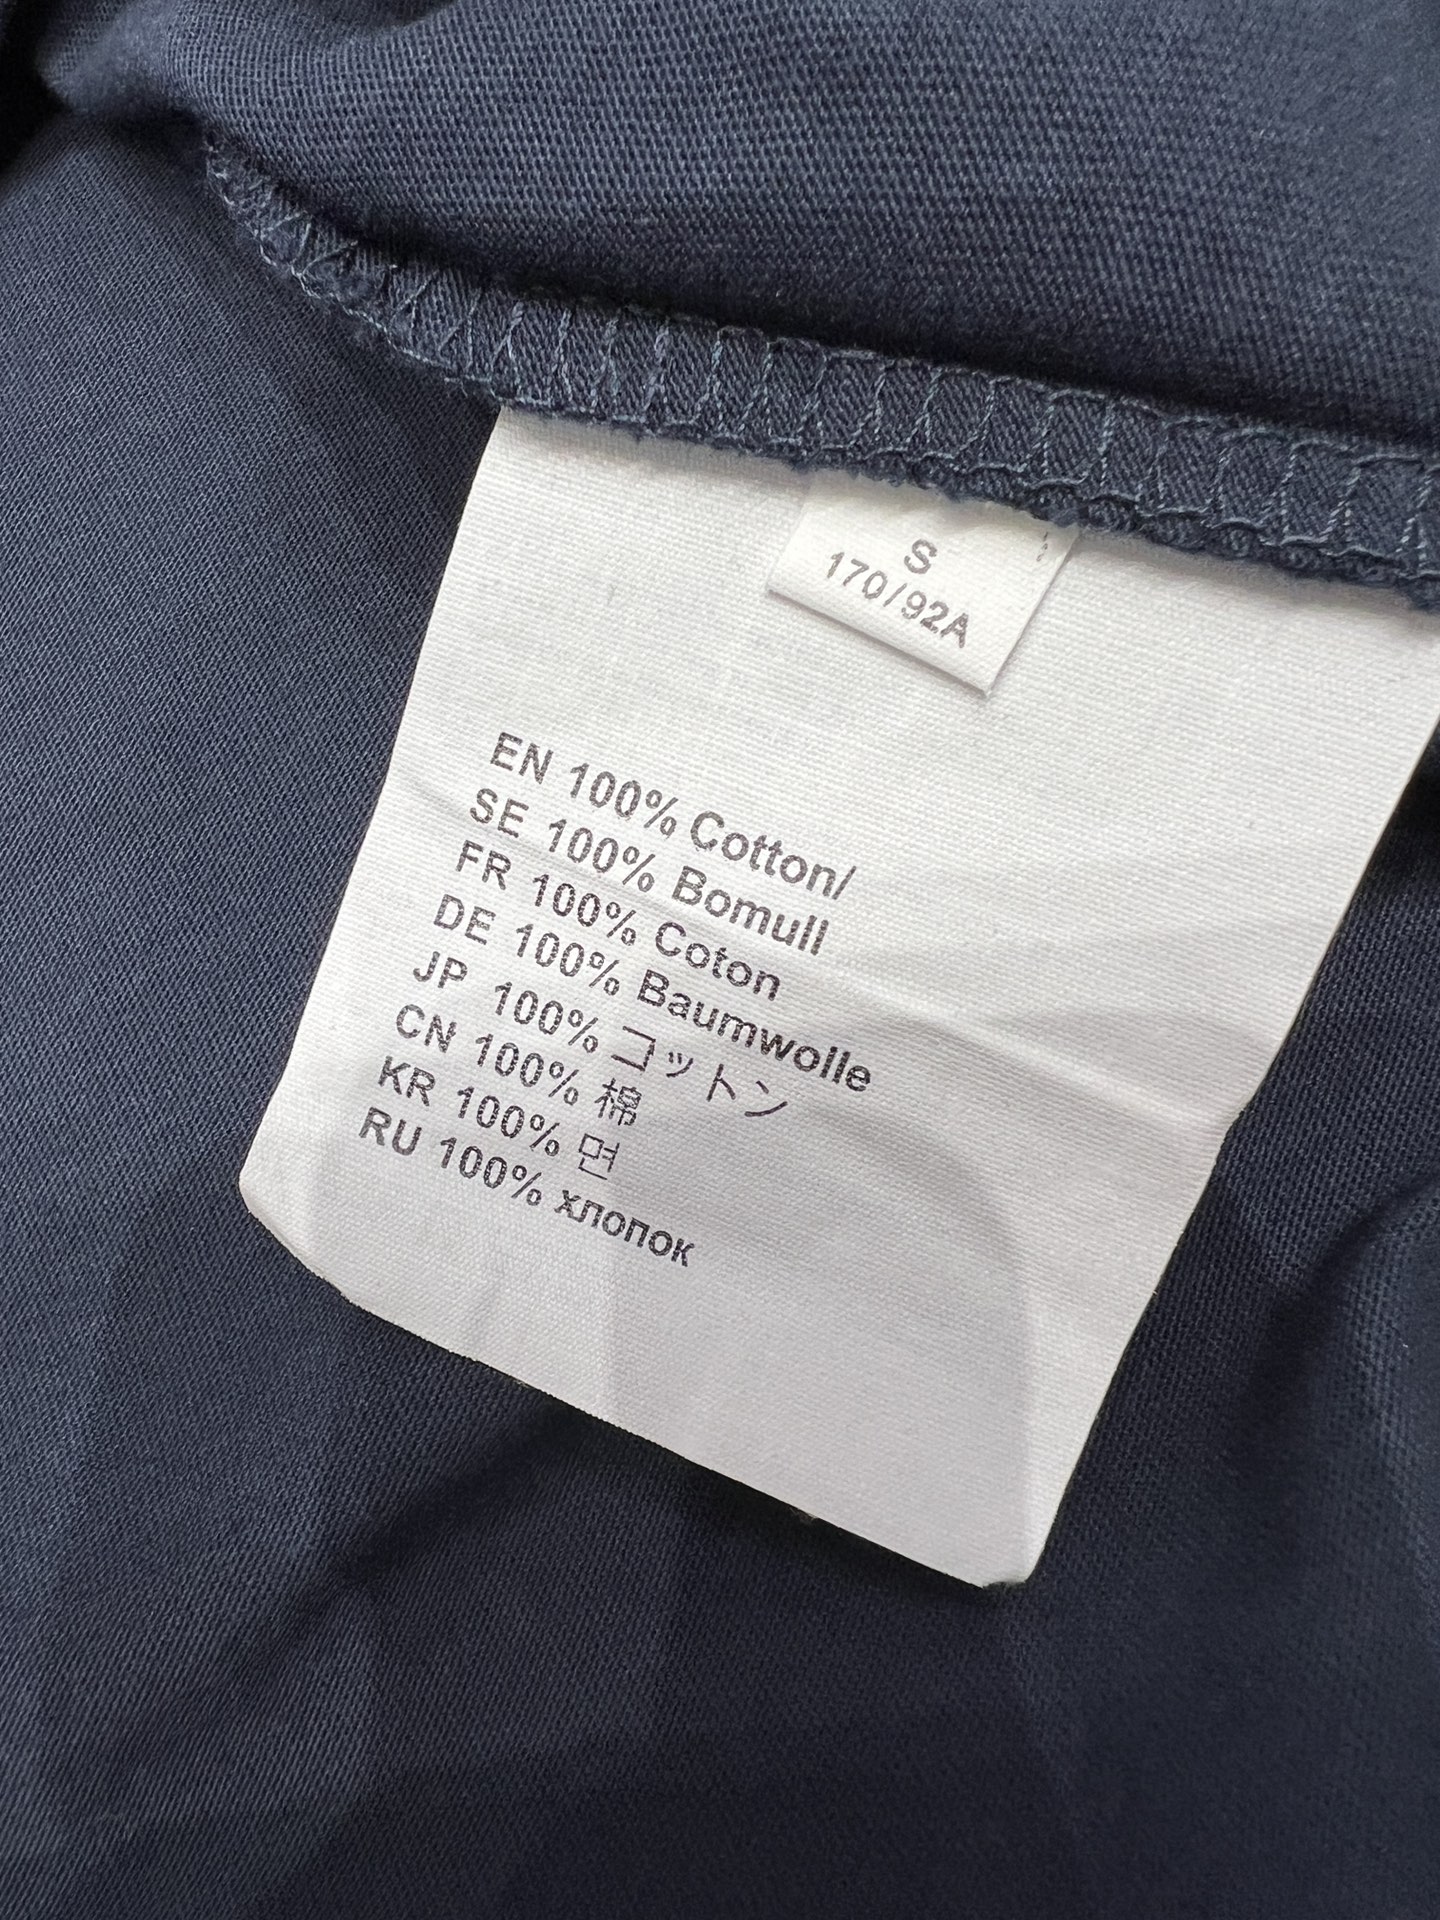 S
170/92A
EN 100% Cotton/
SE 100% Bomull
FR 100% Coton
DE 100% Baumwolle
JP 100% コットン
CN 100% 棉
KR 100% 면
RU 100% хлопок